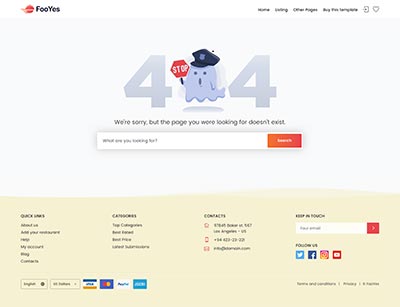 FooYes
Home Listing Other Pages Buy this template
4 4
STOP
We're sorry, but the page you were looking for doesn't exist.
What are you looking for?
Search
QUICK LINKS
About us
Add your restaurant
Help
My account
Blog
Contacts
CATEGORIES
Top Categories
Best Rated
Best Price
Latest Submissions
CONTACTS
97845 Baker st. 567
Los Angeles - US
+94 423-23-221
info@domain.com
KEEP IN TOUCH
Your email
FOLLOW US
English
US Dollars
VISA
PayPal
Terms and conditions
Privacy
© FooYes